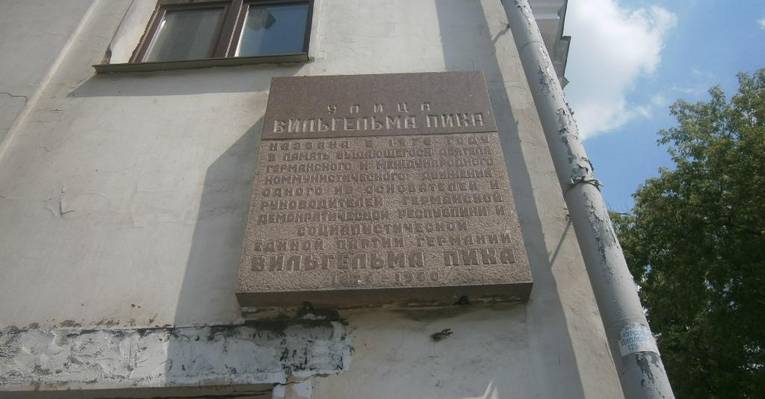 УЛИЦА
ВИЛЬГЕЛЬМА ПИКА
НАЗВАНА В 1976 ГОДУ
В ПАМЯТЬ ВЫДАЮЩЕГОСЯ ДЕЯТЕЛЯ
ГЕРМАНСКОГО И МЕЖДУНАРОДНОГО
КОММУНИСТИЧЕСКОГО ДВИЖЕНИЯ
ОДНОГО ИЗ ОСНОВАТЕЛЕЙ И
РУКОВОДИТЕЛЕЙ ГЕРМАНСКОЙ
ДЕМОКРАТИЧЕСКОЙ РЕСПУБЛИКИ И
СОЦИАЛИСТИЧЕСКОЙ
ЕДИНОЙ ПАРТИИ ГЕРМАНИИ
ВИЛЬГЕЛЬМА ПИКА
1960